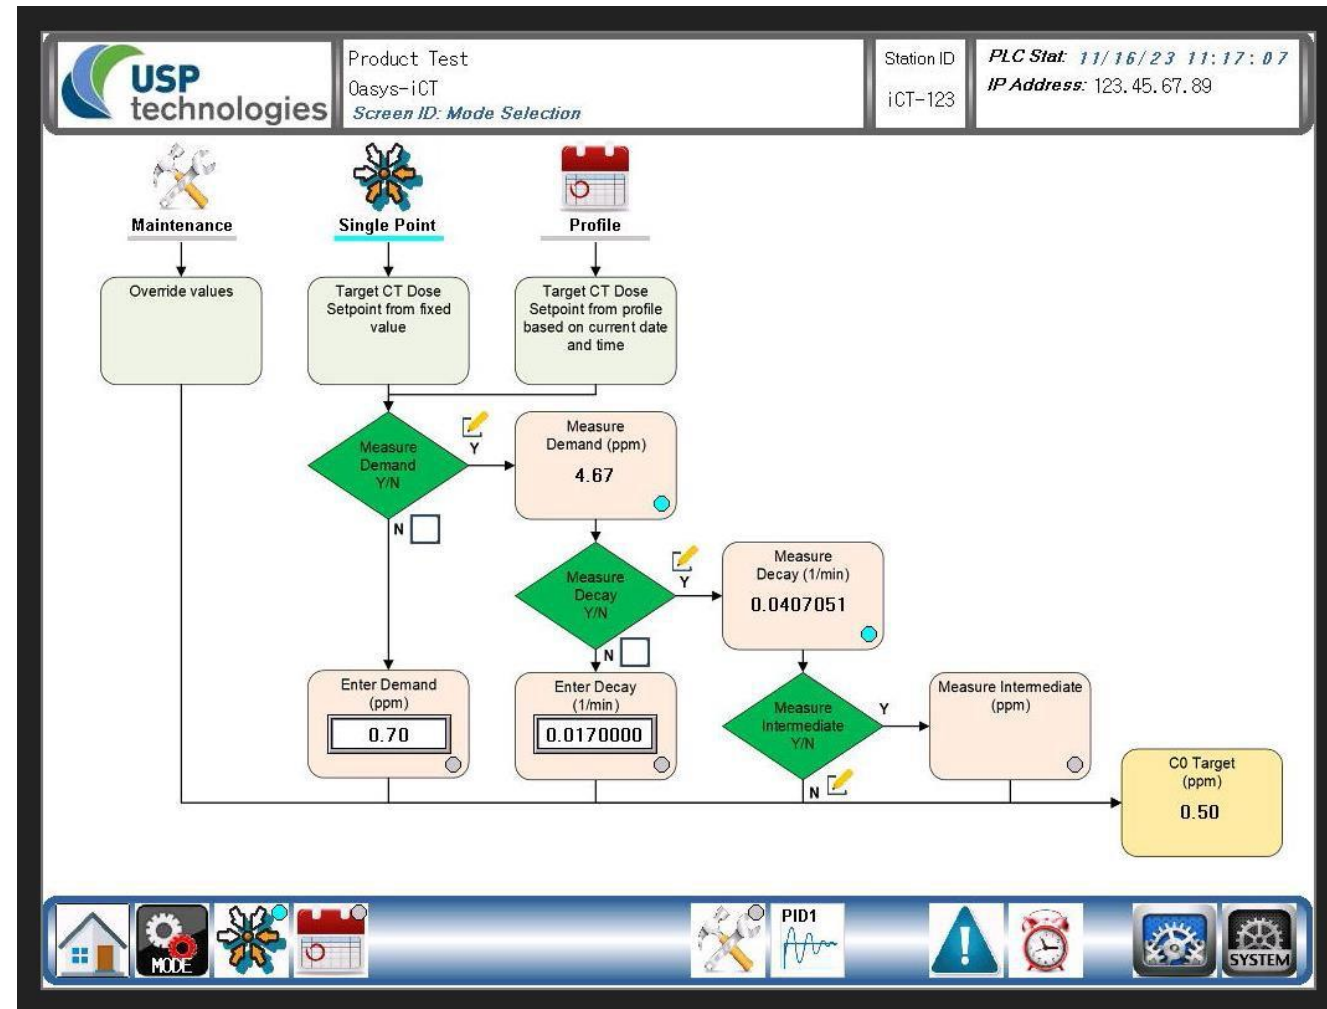 USP
technologies
Product Test
Oasys-iCT
Screen ID: Mode Selection
Station ID
iCT-123
PLC Stat: 11/16/23 11:17:07
IP Address: 123.45.67.89
Maintenance
Single Point
Profile
Override values
Target CT Dose
Setpoint from fixed
value
Target CT Dose
Setpoint from profile
based on current date
and time
Measure
Demand
Y/N
Y
N
Measure
Demand (ppm)
4.67
Measure
Decay
Y/N
Y
N
Measure
Decay (1/min)
0.0407051
Enter Demand
(ppm)
0.70
Enter Decay
(1/min)
0.0170000
Measure
Intermediate
Y/N
Y
N
Measure Intermediate
(ppm)
C0 Target
(ppm)
0.50
MODE
PID1
SYSTEM